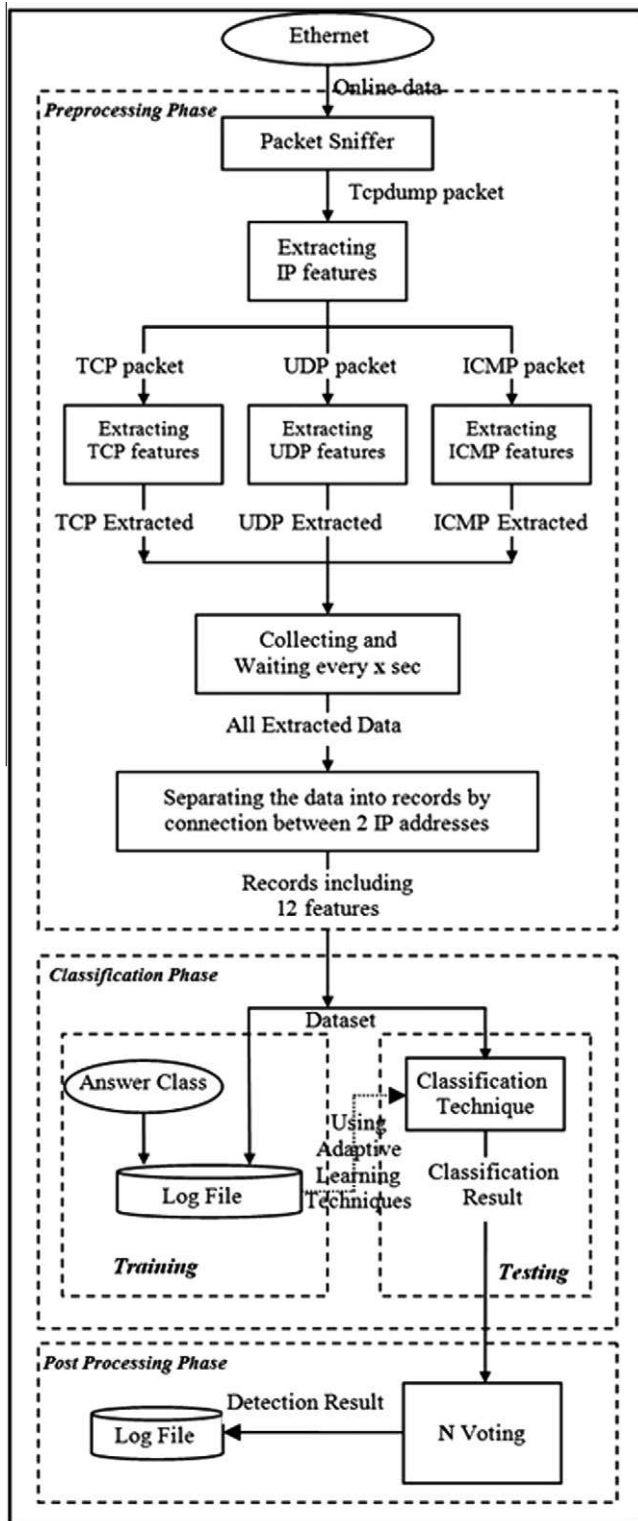 Ethernet
Online data
Preprocessing Phase
Packet Sniffer
Tcpdump packet
Extracting
IP features
TCP packet
UDP packet
ICMP packet
Extracting
TCP features
Extracting
UDP features
Extracting
ICMP features
TCP Extracted
UDP Extracted
ICMP Extracted
Collecting and
Waiting every x sec
All Extracted Data
Separating the data into records by
connection between 2 IP addresses
Records including
12 features
Classification Phase
Dataset
Answer Class
Log File
Training
Using
Adaptive
Learning
Techniques
Classification
Technique
Classification
Result
Testing
Post Processing Phase
Detection Result
Log File
N Voting